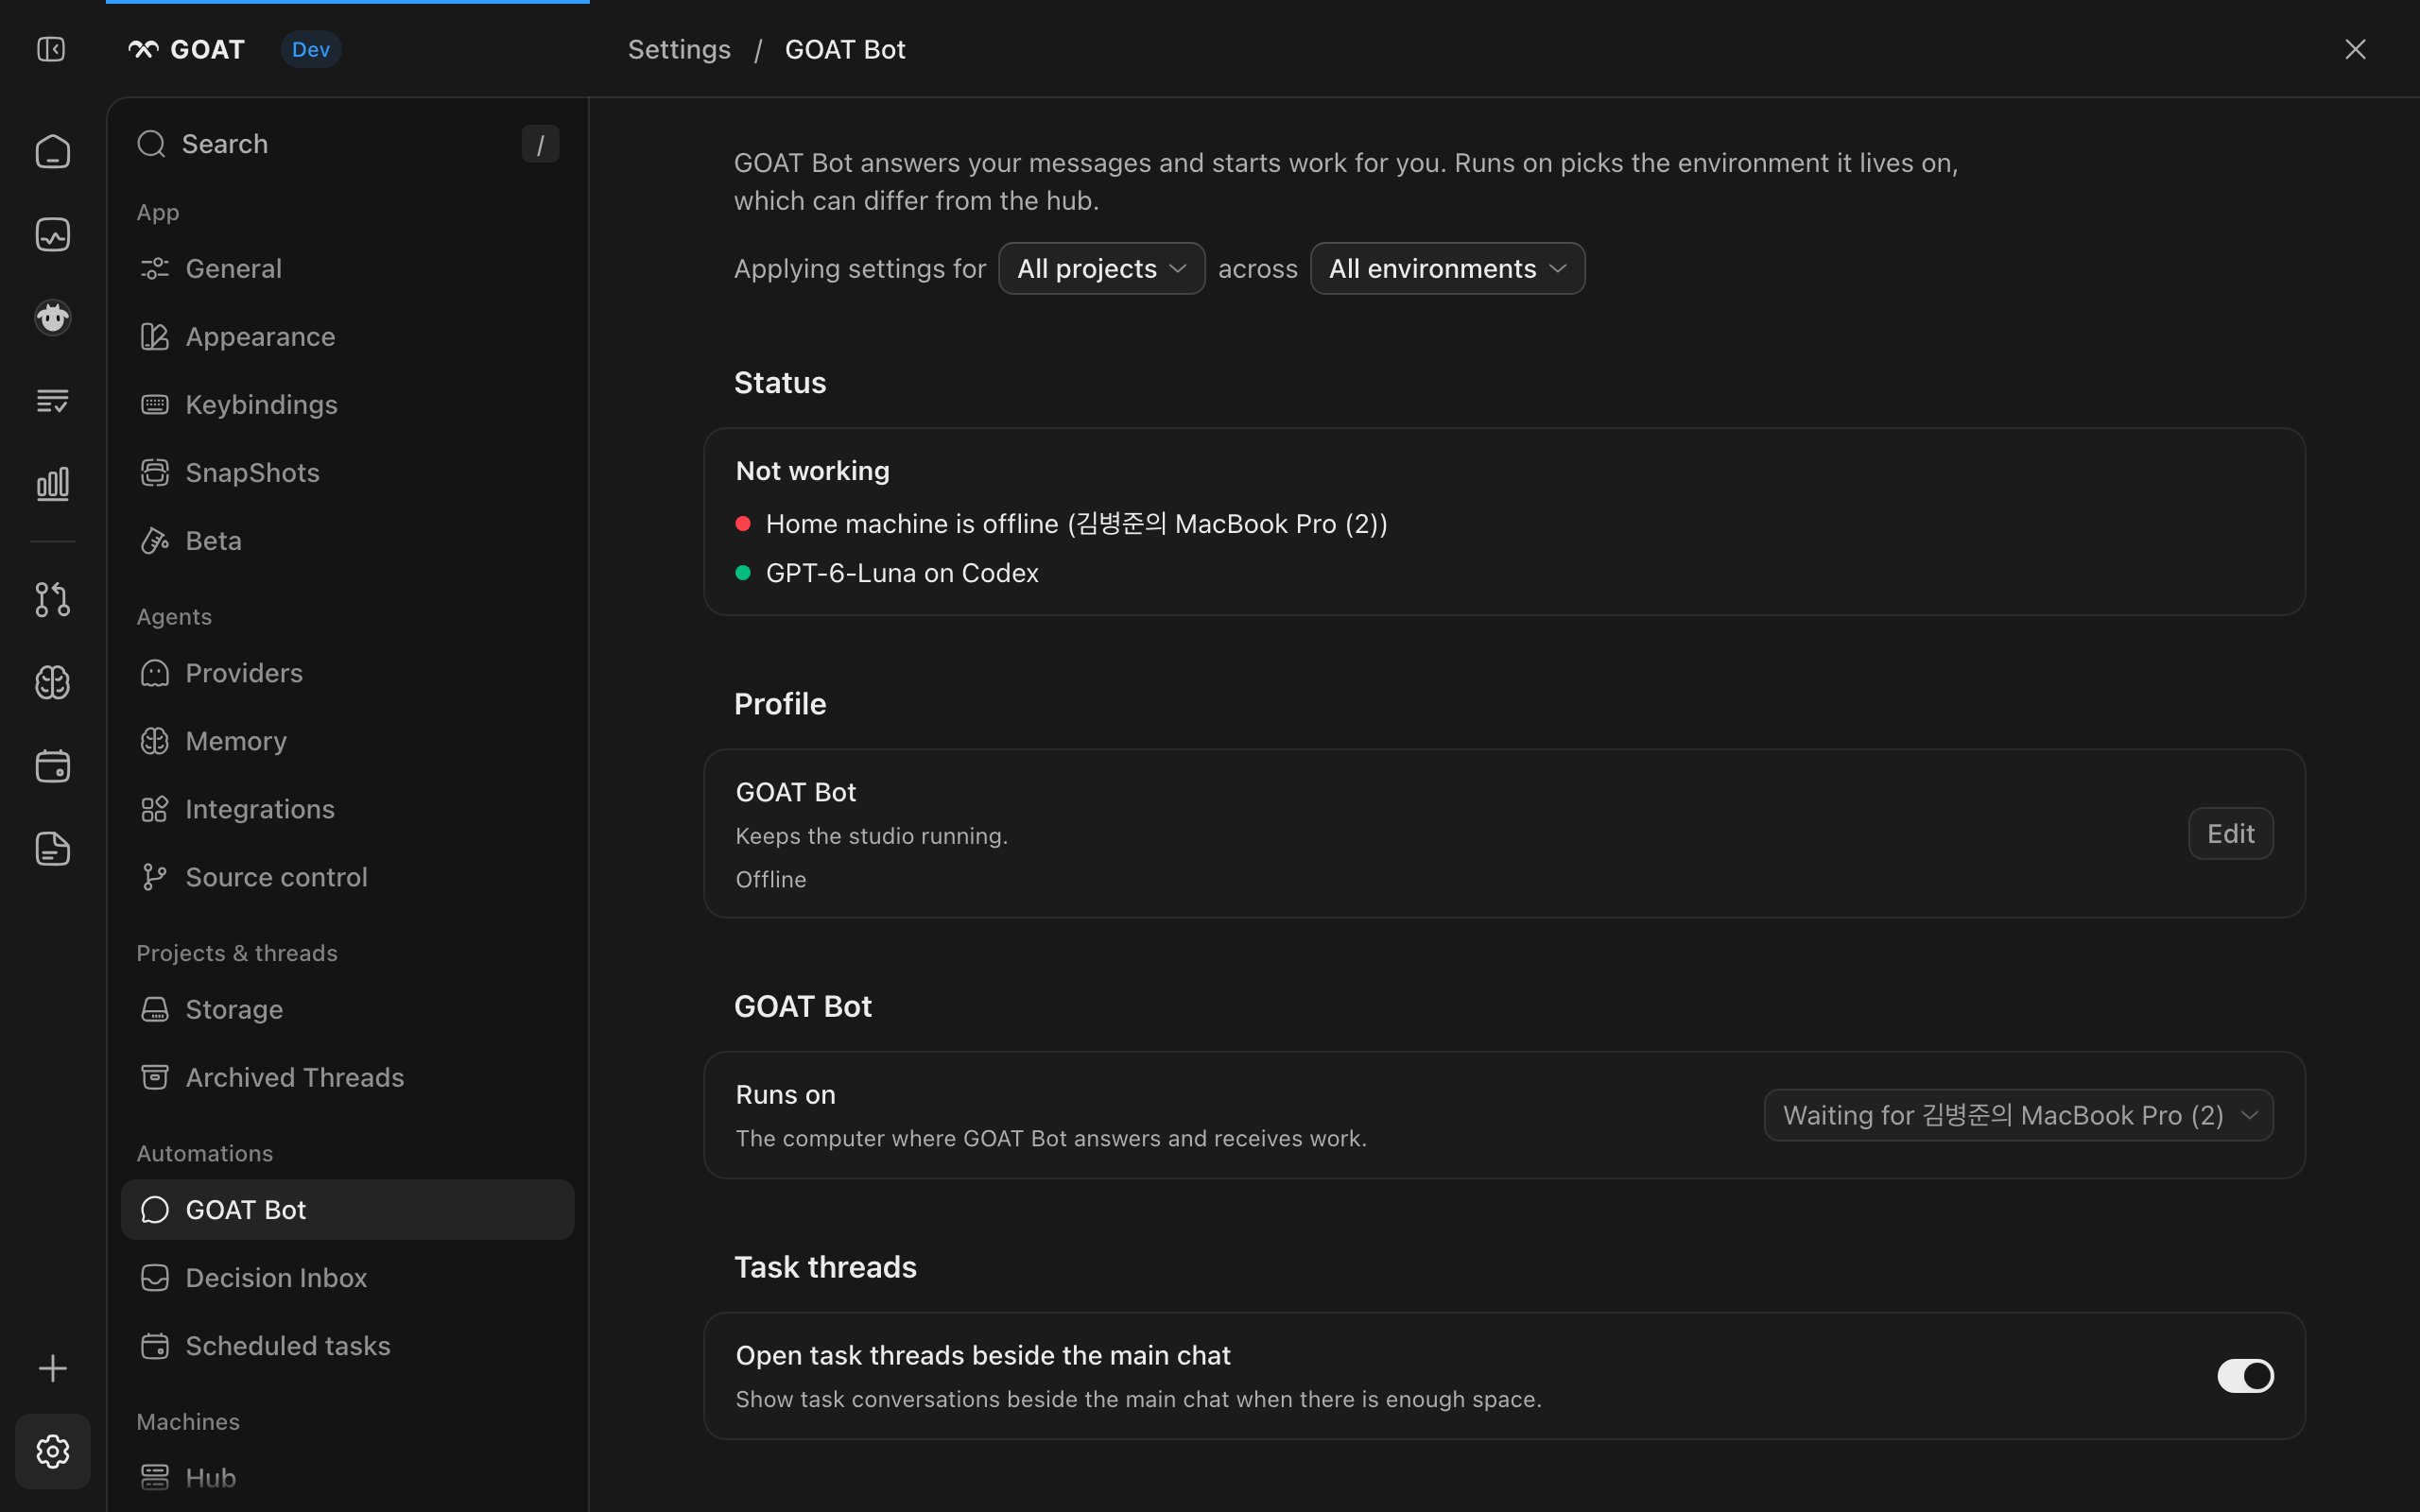 GOAT Dev
Settings / GOAT Bot
Search /
App
General
Appearance
Keybindings
SnapShots
Beta
Agents
Providers
Memory
Integrations
Source control
Projects & threads
Storage
Archived Threads
Automations
GOAT Bot
Decision Inbox
Scheduled tasks
Machines
Hub
GOAT Bot answers your messages and starts work for you. Runs on picks the environment it lives on,
which can differ from the hub.
Applying settings for All projects across All environments
Status
Not working
Home machine is offline (김병준의 MacBook Pro (2))
GPT-6-Luna on Codex
Profile
GOAT Bot
Keeps the studio running.
Offline
Edit
GOAT Bot
Runs on
The computer where GOAT Bot answers and receives work.
Waiting for 김병준의 MacBook Pro (2)
Task threads
Open task threads beside the main chat
Show task conversations beside the main chat when there is enough space.